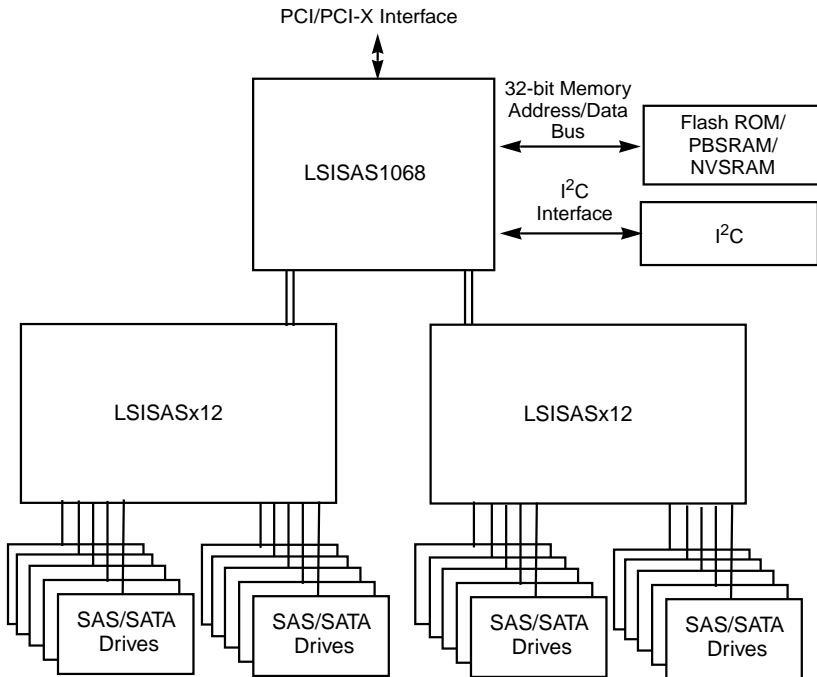 PCI/PCI-X Interface
LSISAS1068
32-bit Memory
Address/Data
Bus
Flash ROM/
PBSRAM/
NVSRAM
I²C
Interface
I²C
LSISASx12
LSISASx12
SAS/SATA
Drives
SAS/SATA
Drives
SAS/SATA
Drives
SAS/SATA
Drives